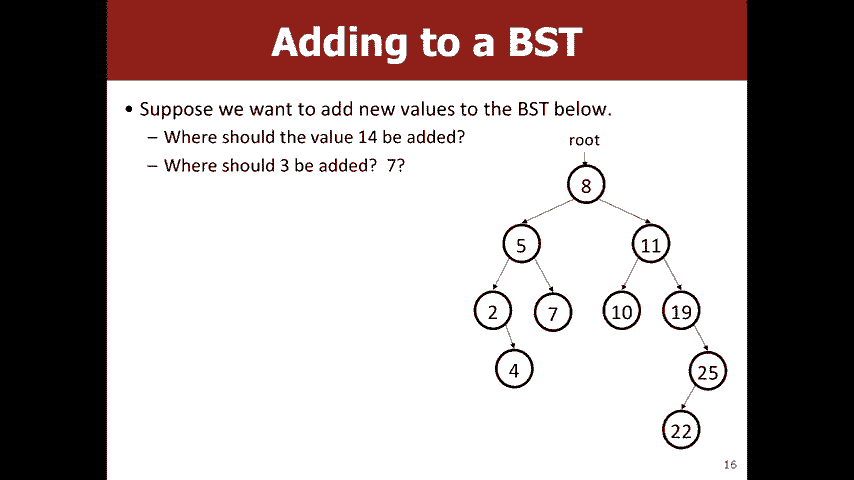 Adding to a BST
• Suppose we want to add new values to the BST below.
– Where should the value 14 be added?
– Where should 3 be added? 7?
root
8
5 11
2 7 10 19
4 25
22
16